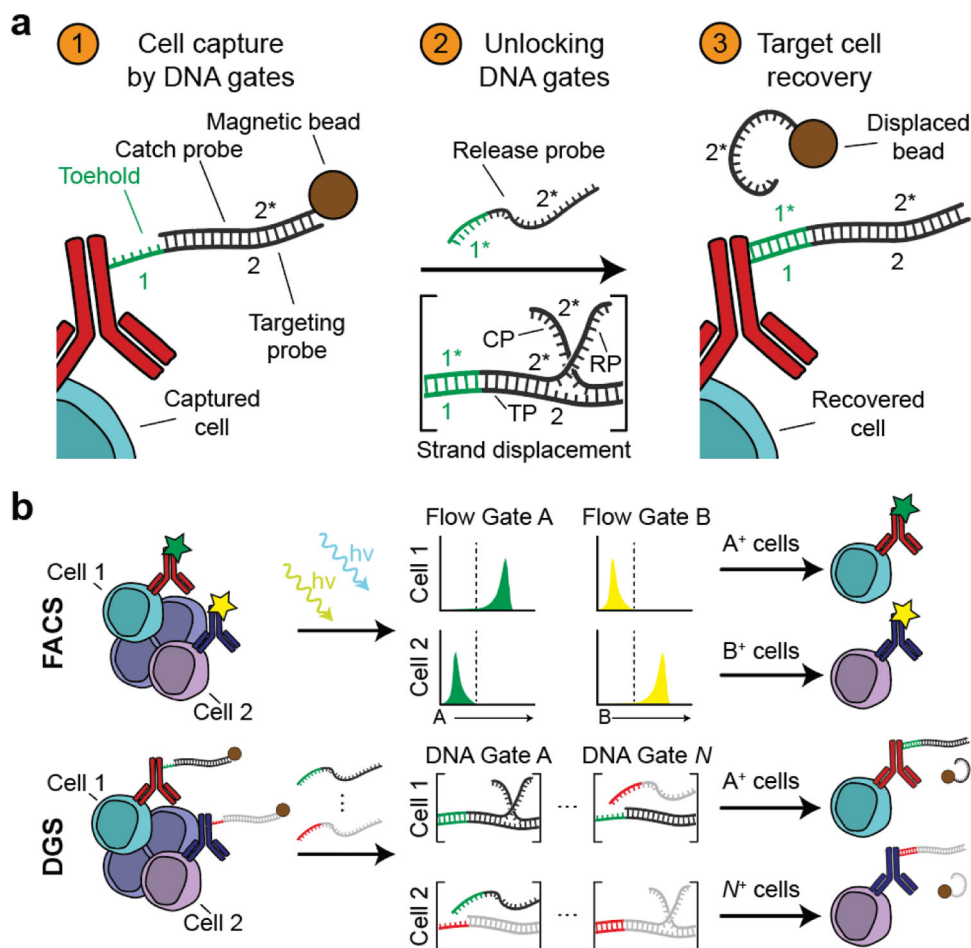 a
1
Cell capture
by DNA gates
Magnetic bead
Catch probe
Toehold
2*
1
2
Targeting
probe
Captured
cell
2
Unlocking
DNA gates
Release probe
2*
1*
2*
CP
2*
RP
1*
1
TP
2
Strand displacement
3
Target cell
recovery
Displaced
bead
2*
1*
2*
1
2
Recovered
cell
b
FACS
Cell 1
Cell 2
hν
hν
Flow Gate A
Flow Gate B
Cell 1
Cell 2
A
B
A⁺ cells
B⁺ cells
DGS
Cell 1
Cell 2
⋮
DNA Gate A
DNA Gate N
Cell 1
...
Cell 2
...
A⁺ cells
N⁺ cells